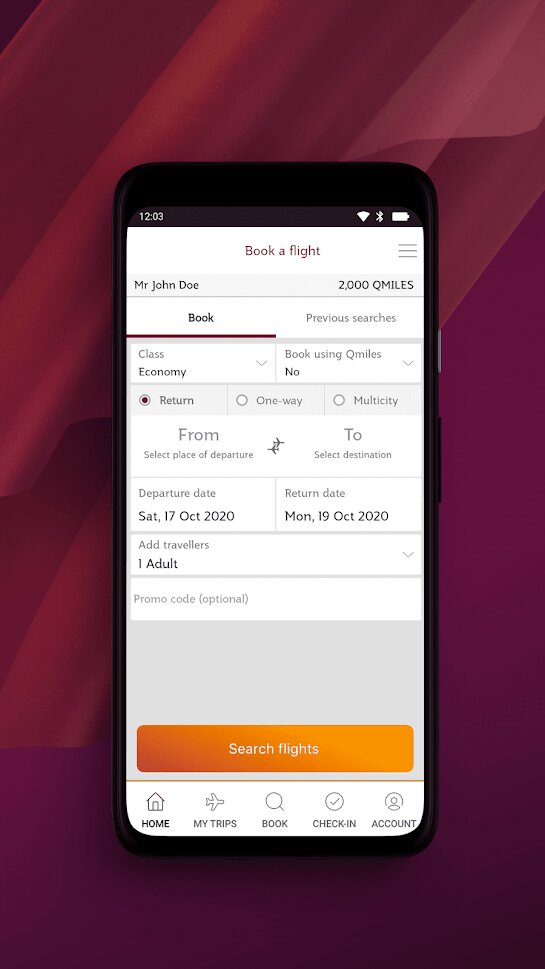 12:03
Book a flight
Mr John Doe 2,000 QMILES
Book Previous searches
Class Book using Qmiles
Economy No
Return One-way Multicity
From To
Select place of departure Select destination
Departure date Return date
Sat, 17 Oct 2020 Mon, 19 Oct 2020
Add travellers
1 Adult
Promo code (optional)
Search flights
HOME MY TRIPS BOOK CHECK-IN ACCOUNT